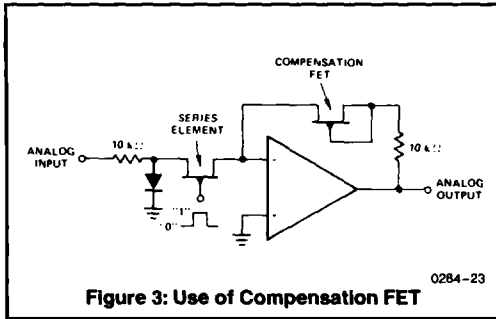 COMPENSATION
FET
SERIES
ELEMENT
10 kΩ
10 kΩ
ANALOG
INPUT
ANALOG
OUTPUT
"1"
"0"
0284-23
Figure 3: Use of Compensation FET